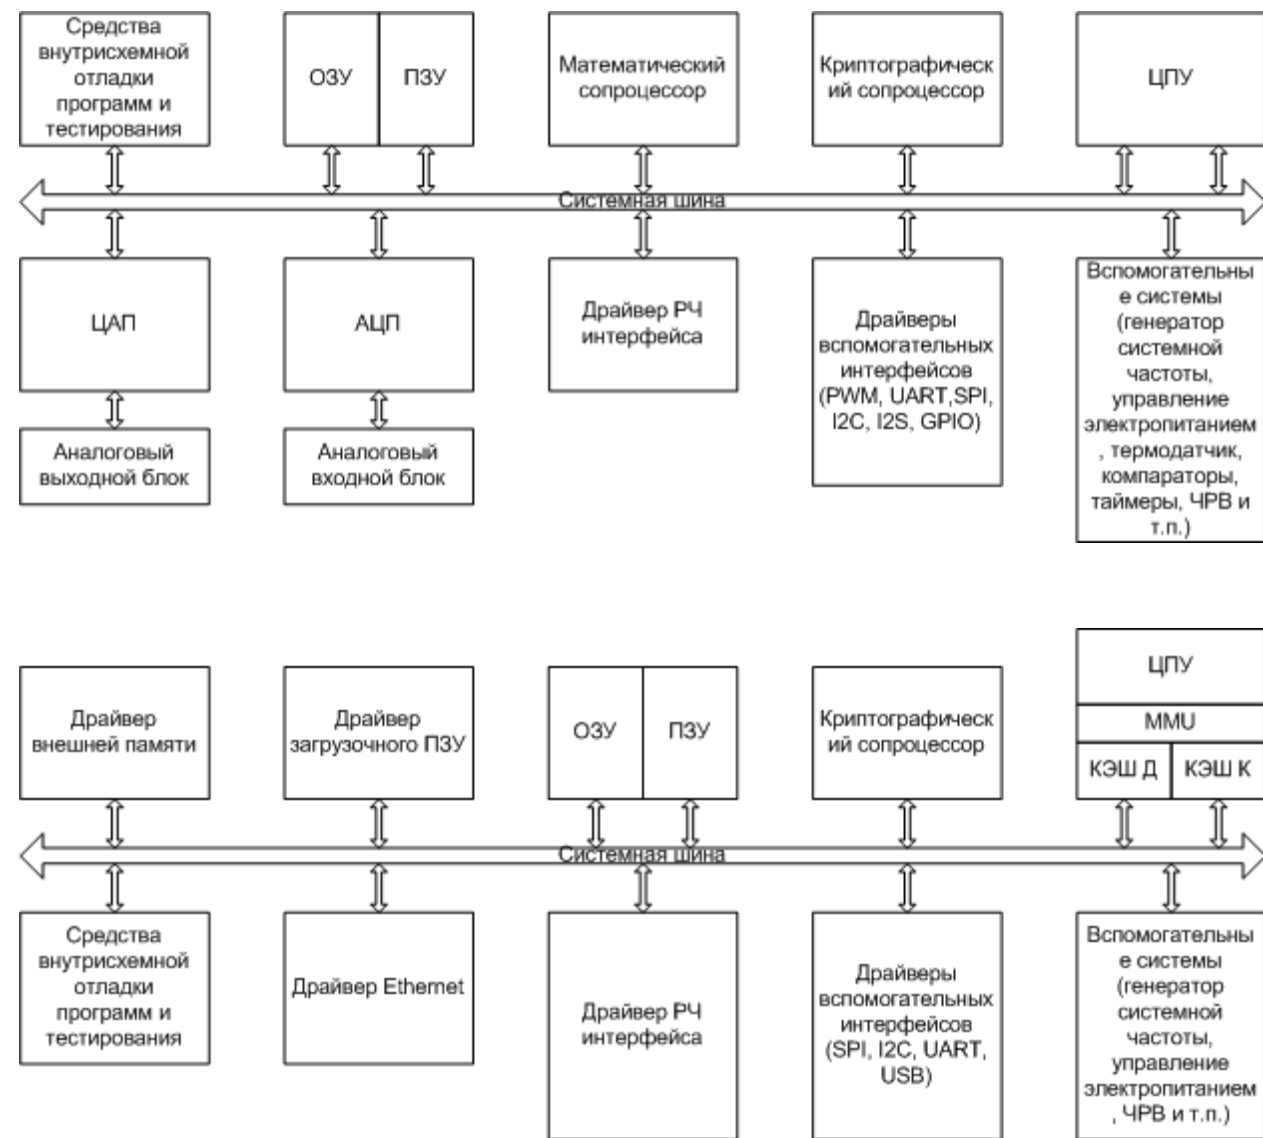 Средства
внутрисхемной
отладки
программ и
тестирования
ОЗУ
ПЗУ
Математический
сопроцессор
Криптографическ
ий сопроцессор
ЦПУ
Системная шина
ЦАП
АЦП
Драйвер РЧ
интерфейса
Драйверы
вспомогательных
интерфейсов
(PWM, UART,SPI,
I2C, I2S, GPIO)
Вспомогательны
е системы
(генератор
системной
частоты,
управление
электропитанием
, термодатчик,
компараторы,
таймеры, ЧРВ и
т.п.)
Аналоговый
выходной блок
Аналоговый
входной блок
Драйвер
внешней памяти
Драйвер
загрузочного ПЗУ
ОЗУ
ПЗУ
Криптографическ
ий сопроцессор
ЦПУ
MMU
КЭШ Д
КЭШ К
Системная шина
Средства
внутрисхемной
отладки
программ и
тестирования
Драйвер Ethernet
Драйвер РЧ
интерфейса
Драйверы
вспомогательных
интерфейсов
(SPI, I2C, UART,
USB)
Вспомогательны
е системы
(генератор
системной
частоты,
управление
электропитанием
, ЧРВ и т.п.)